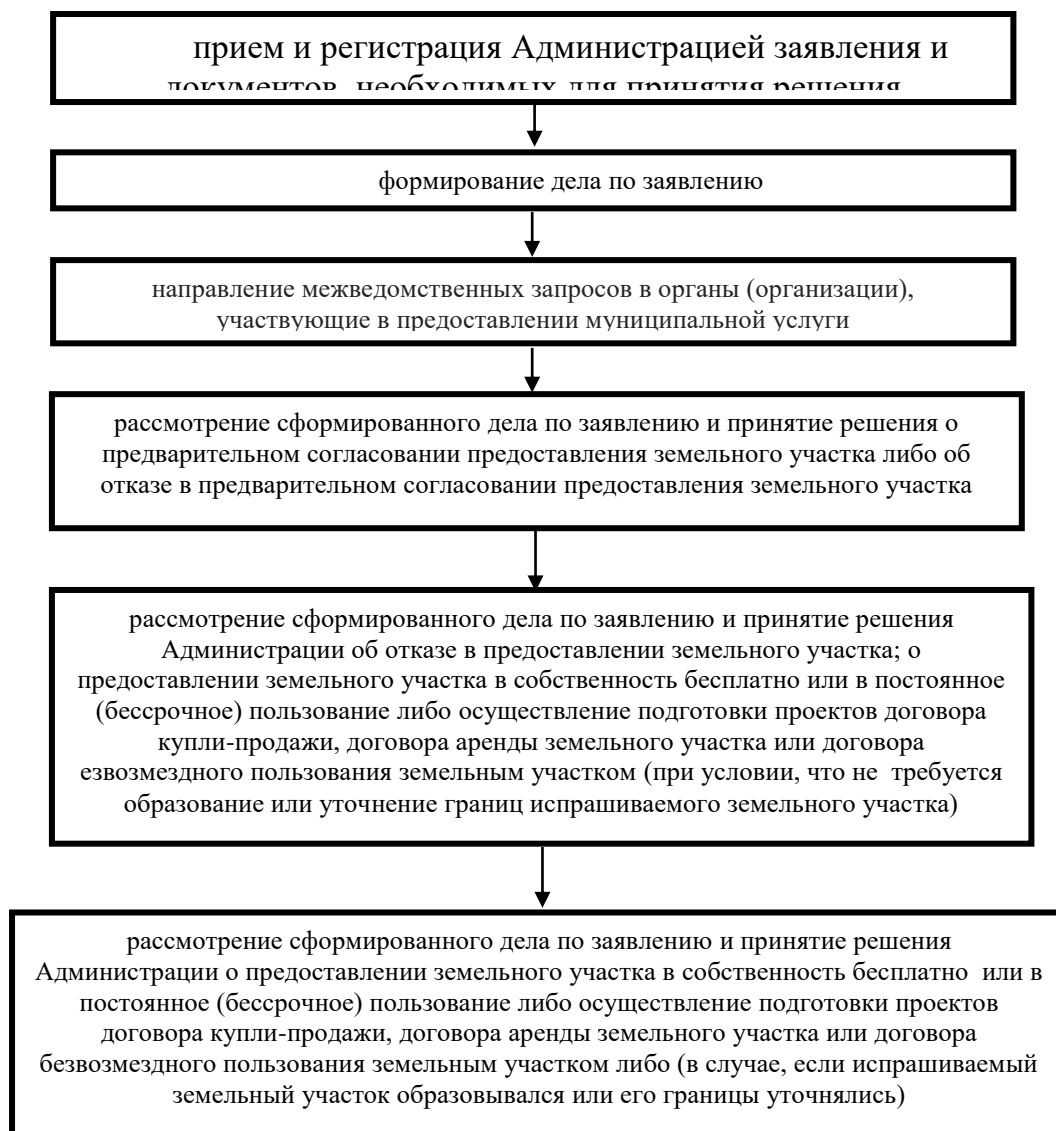 прием и регистрация Администрацией заявления и
документов, необходимых для принятия решения
формирование дела по заявлению
направление межведомственных запросов в органы (организации),
участвующие в предоставлении муниципальной услуги
рассмотрение сформированного дела по заявлению и принятие решения о
предварительном согласовании предоставления земельного участка либо об
отказе в предварительном согласовании предоставления земельного участка
рассмотрение сформированного дела по заявлению и принятие решения
Администрации об отказе в предоставлении земельного участка; о
предоставлении земельного участка в собственность бесплатно или в постоянное
(бессрочное) пользование либо осуществление подготовки проектов договора
купли-продажи, договора аренды земельного участка или договора
езвозмездного пользования земельным участком (при условии, что не требуется
образование или уточнение границ испрашиваемого земельного участка)
рассмотрение сформированного дела по заявлению и принятие решения
Администрации о предоставлении земельного участка в собственность бесплатно или в
постоянное (бессрочное) пользование либо осуществление подготовки проектов
договора купли-продажи, договора аренды земельного участка или договора
безвозмездного пользования земельным участком либо (в случае, если испрашиваемый
земельный участок образовывался или его границы уточнялись)